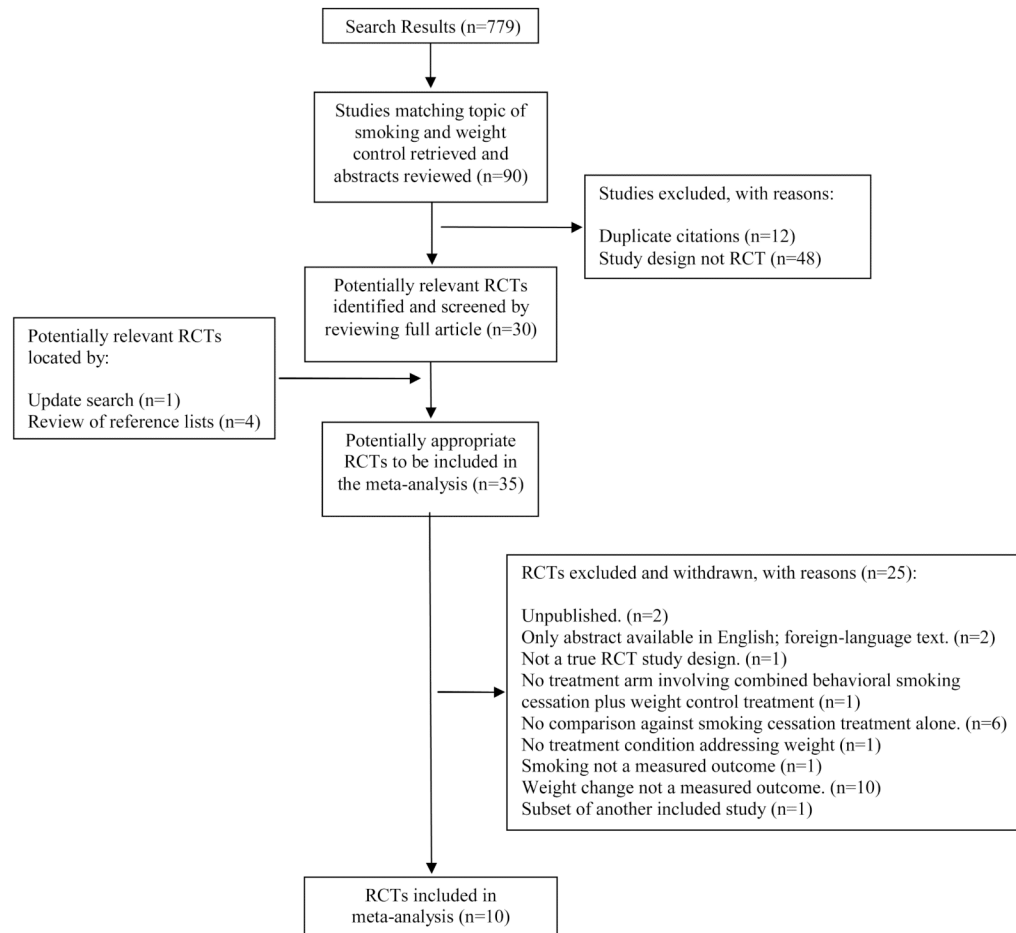 Search Results (n=779)
Studies matching topic of
smoking and weight
control retrieved and
abstracts reviewed (n=90)
Studies excluded, with reasons:
Duplicate citations (n=12)
Study design not RCT (n=48)
Potentially relevant RCTs
identified and screened by
reviewing full article (n=30)
Potentially relevant RCTs
located by:
Update search (n=1)
Review of reference lists (n=4)
Potentially appropriate
RCTs to be included in
the meta-analysis (n=35)
RCTs excluded and withdrawn, with reasons (n=25):
Unpublished. (n=2)
Only abstract available in English; foreign-language text. (n=2)
Not a true RCT study design. (n=1)
No treatment arm involving combined behavioral smoking
cessation plus weight control treatment (n=1)
No comparison against smoking cessation treatment alone. (n=6)
No treatment condition addressing weight (n=1)
Smoking not a measured outcome (n=1)
Weight change not a measured outcome. (n=10)
Subset of another included study (n=1)
RCTs included in
meta-analysis (n=10)